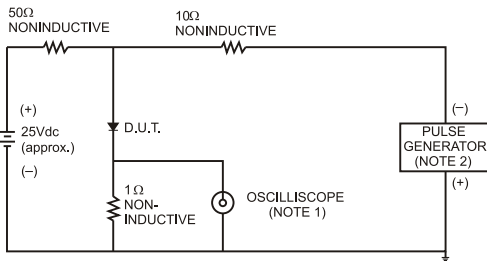 50Ω
NONINDUCTIVE
10Ω
NONINDUCTIVE
(+)
25Vdc
(approx.)
(–)
D.U.T.
1Ω
NON-
INDUCTIVE
OSCILLISCOPE
(NOTE 1)
(–)
PULSE
GENERATOR
(NOTE 2)
(+)